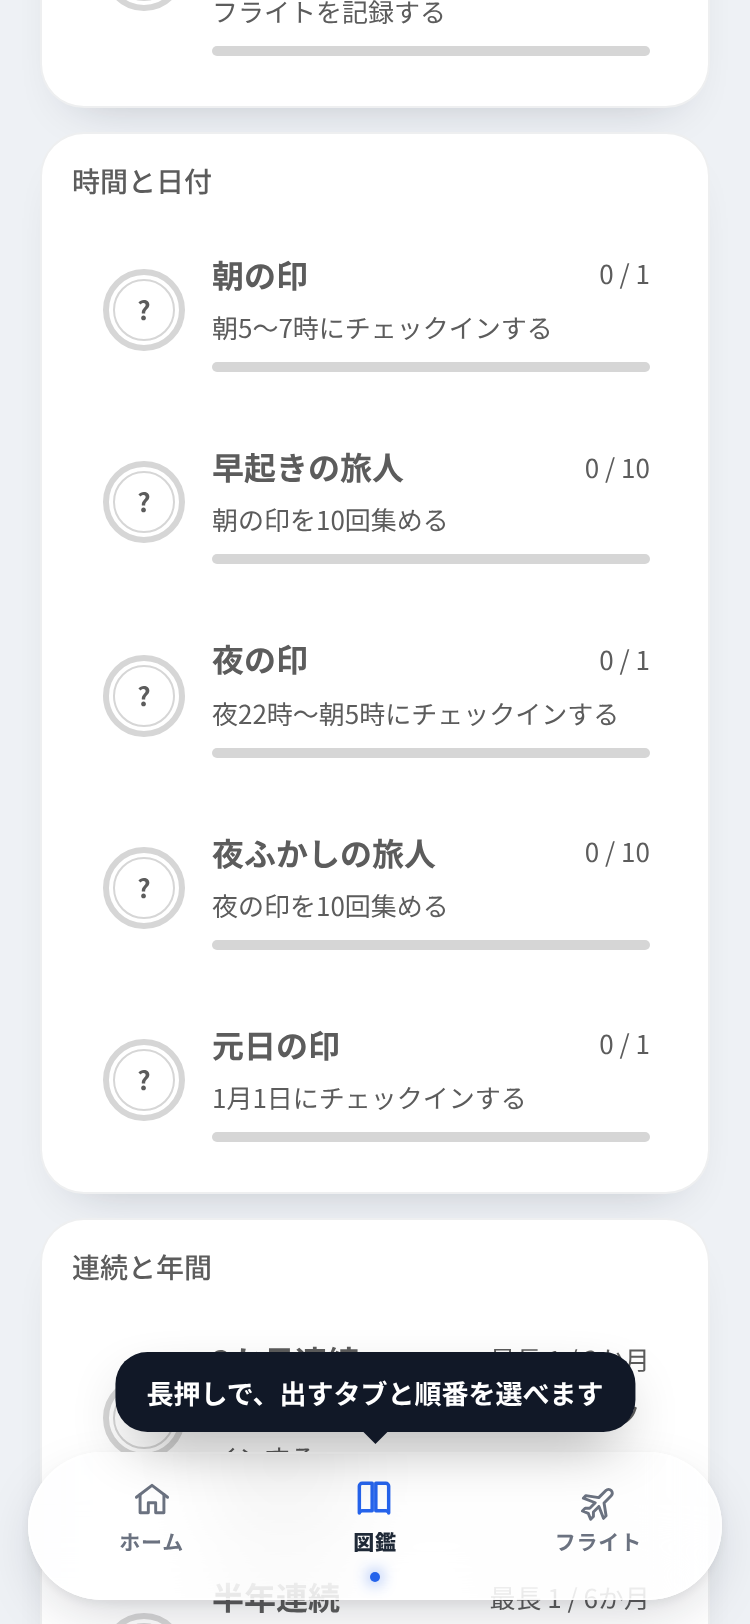 フライトを記録する
時間と日付
?
朝の印
0 / 1
朝5〜7時にチェックインする
?
早起きの旅人
0 / 10
朝の印を10回集める
?
夜の印
0 / 1
夜22時〜朝5時にチェックインする
?
夜ふかしの旅人
0 / 10
夜の印を10回集める
?
元日の印
0 / 1
1月1日にチェックインする
連続と年間
長押しで、出すタブと順番を選べます
ホーム
図鑑
フライト
半年連続
最長 1 / 6か月